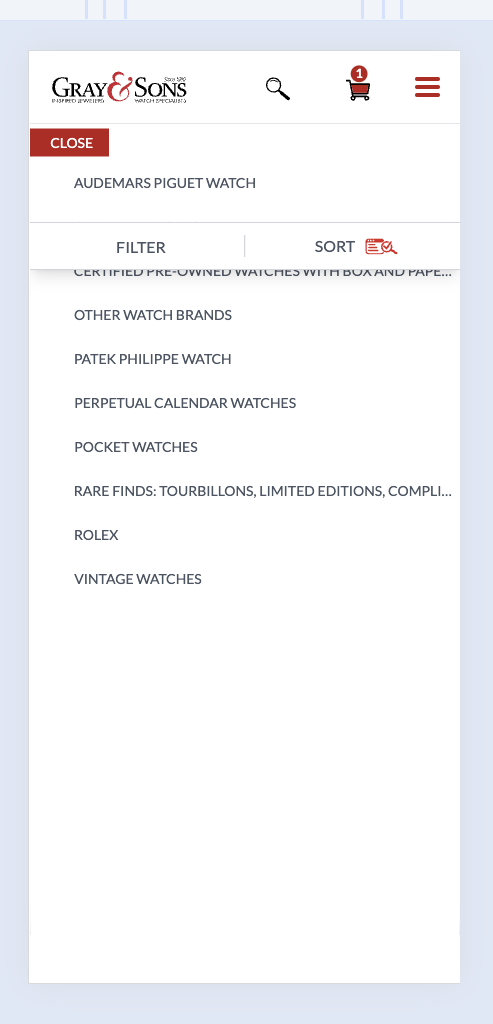 GRAY & SONS
Since 1980
INSPIRED JEWELERS WATCH SPECIALISTS
1
CLOSE
AUDEMARS PIGUET WATCH
FILTER
SORT
CERTIFIED PRE-OWNED WATCHES WITH BOX AND PAPE...
OTHER WATCH BRANDS
PATEK PHILIPPE WATCH
PERPETUAL CALENDAR WATCHES
POCKET WATCHES
RARE FINDS: TOURBILLONS, LIMITED EDITIONS, COMPLI...
ROLEX
VINTAGE WATCHES